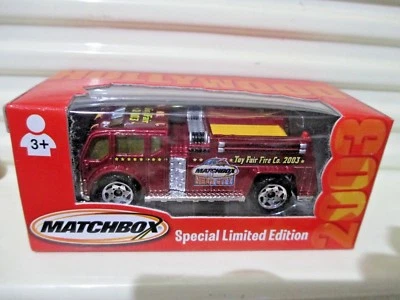 3+
Toy Fair Fire Co. 2003
MATCHBOX
MATCHBOX
Special Limited Edition
2003